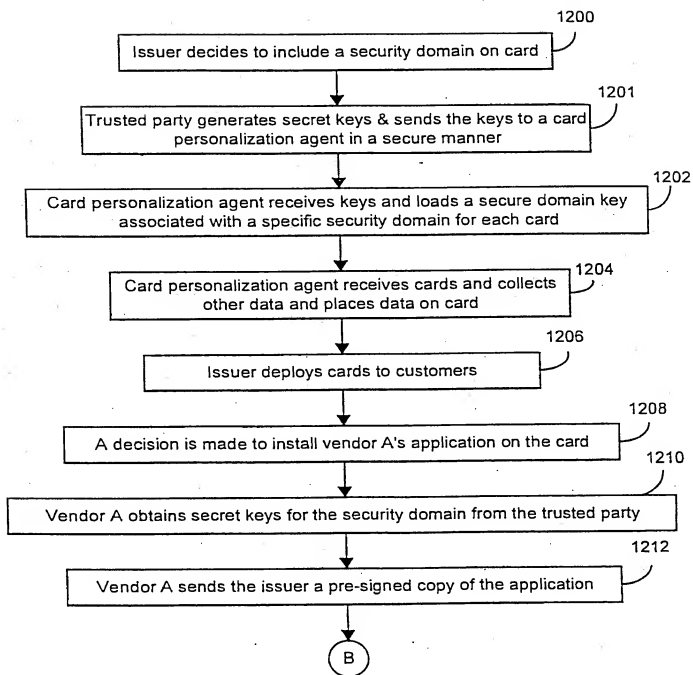 1200
Issuer decides to include a security domain on card
1201
Trusted party generates secret keys & sends the keys to a card
personalization agent in a secure manner
1202
Card personalization agent receives keys and loads a secure domain key
associated with a specific security domain for each card
1204
Card personalization agent receives cards and collects
other data and places data on card
1206
Issuer deploys cards to customers
1208
A decision is made to install vendor A's application on the card
1210
Vendor A obtains secret keys for the security domain from the trusted party
1212
Vendor A sends the issuer a pre-signed copy of the application
B